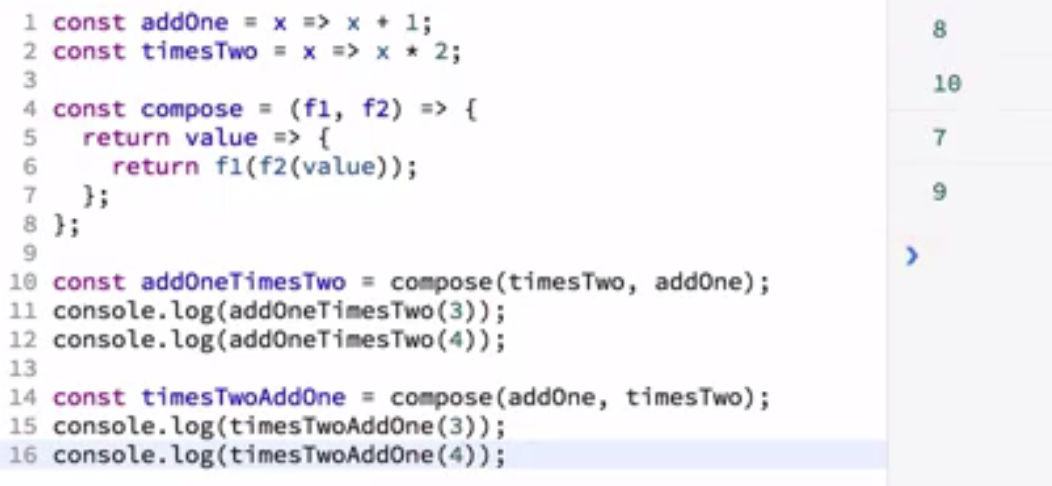 1 const addOne = x => x + 1;
2 const timesTwo = x => x * 2;
3
4 const compose = (f1, f2) => {
5   return value => {
6     return f1(f2(value));
7   };
8 };
9
10 const addOneTimesTwo = compose(timesTwo, addOne);
11 console.log(addOneTimesTwo(3));
12 console.log(addOneTimesTwo(4));
13
14 const timesTwoAddOne = compose(addOne, timesTwo);
15 console.log(timesTwoAddOne(3));
16 console.log(timesTwoAddOne(4));
8
10
7
9
❯